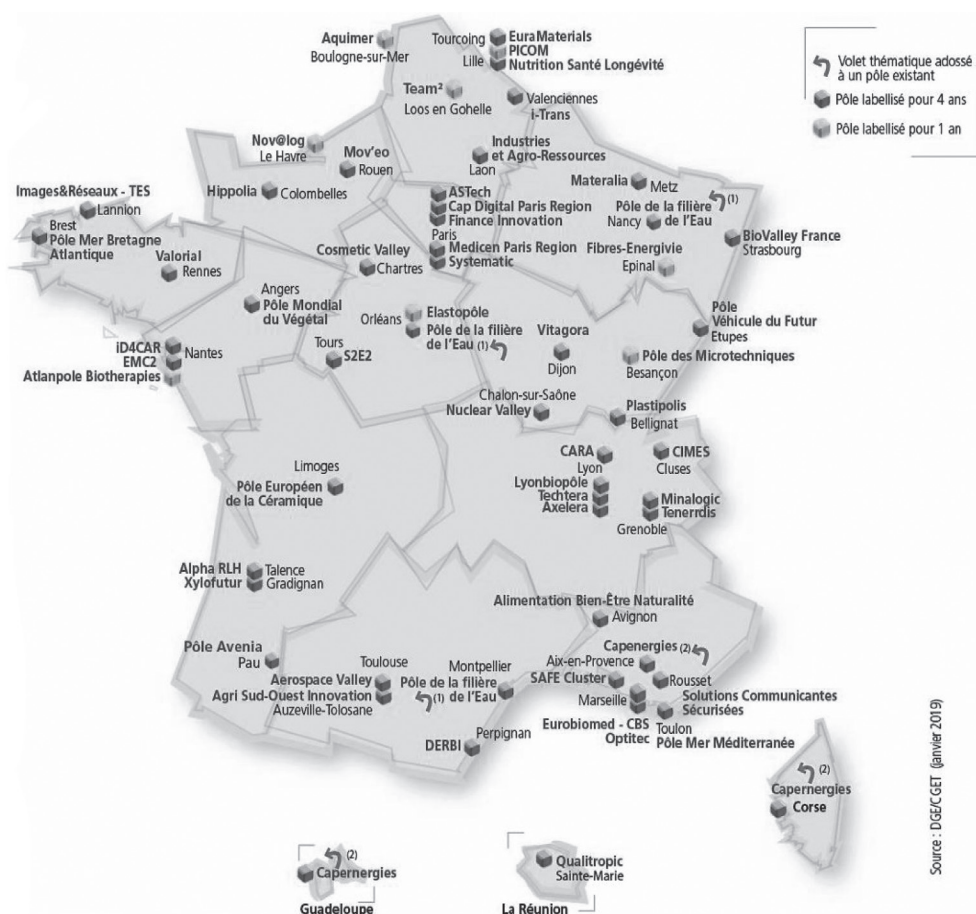 Aquimer
Boulogne-sur-Mer
Tourcoing
EuraMaterials
PICOM
Lille
Nutrition Santé Longévité
Team²
Loos en Gohelle
Valenciennes
i-Trans
Volet thématique adossé
à un pôle existant
Pôle labellisé pour 4 ans
Pôle labellisé pour 1 an
Nov@log
Le Havre
Mov'eo
Rouen
Industries
et Agro-Ressources
Laon
Hippolia
Colombelles
Materalia
Metz
Pôle de la filière
de l'Eau
(1)
Nancy
Images&Réseaux - TES
Lannion
Brest
Pôle Mer Bretagne
Atlantique
Valorial
Rennes
ASTech
Cap Digital Paris Region
Finance Innovation
Paris
Medicen Paris Region
Systematic
Cosmetic Valley
Chartres
BioValley France
Strasbourg
Fibres-Energivie
Epinal
Angers
Pôle Mondial
du Végétal
Orléans
Elastopôle
Pôle de la filière
de l'Eau (1)
Vitagora
Dijon
Pôle
Véhicule du Futur
Etupes
Pôle des Microtechniques
Besançon
iD4CAR
EMC2
Nantes
Atlanpole Biotherapies
Tours
S2E2
Chalon-sur-Saône
Nuclear Valley
Plastipolis
Bellignat
CARA
Lyon
CIMES
Cluses
Lyonbiopôle
Techtera
Axelera
Minalogic
Tenerrdis
Grenoble
Limoges
Pôle Européen
de la Céramique
Alpha RLH
Talence
Xylofutur
Gradignan
Alimentation Bien-Être Naturalité
Avignon
Pôle Avenia
Pau
Toulouse
Aerospace Valley
Agri Sud-Ouest Innovation
Auzeville-Tolosane
Montpellier
Pôle de la filière
de l'Eau
(1)
Capenergies (2)
Aix-en-Provence
SAFE Cluster
Rousset
Marseille
Solutions Communicantes
Sécurisées
Eurobiomed - CBS
Optitec
Toulon
Pôle Mer Méditerranée
DERBI
Perpignan
(2)
Capernergies
Corse
Source : DGE/CGET (janvier 2019)
(2)
Capernergies
Guadeloupe
Qualitropic
Sainte-Marie
La Réunion